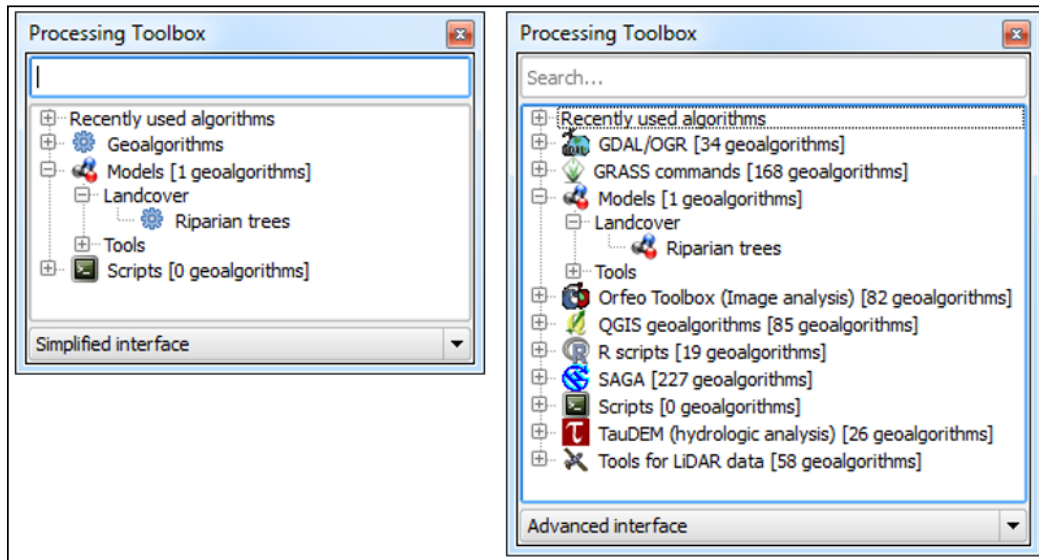 Processing Toolbox
Recently used algorithms
Geoalgorithms
Models [1 geoalgorithms]
Landcover
Riparian trees
Tools
Scripts [0 geoalgorithms]
Simplified interface
Processing Toolbox
Search...
Recently used algorithms
GDAL/OGR [34 geoalgorithms]
GRASS commands [168 geoalgorithms]
Models [1 geoalgorithms]
Landcover
Riparian trees
Tools
Orfeo Toolbox (Image analysis) [82 geoalgorithms]
QGIS geoalgorithms [85 geoalgorithms]
R scripts [19 geoalgorithms]
SAGA [227 geoalgorithms]
Scripts [0 geoalgorithms]
TauDEM (hydrologic analysis) [26 geoalgorithms]
Tools for LiDAR data [58 geoalgorithms]
Advanced interface